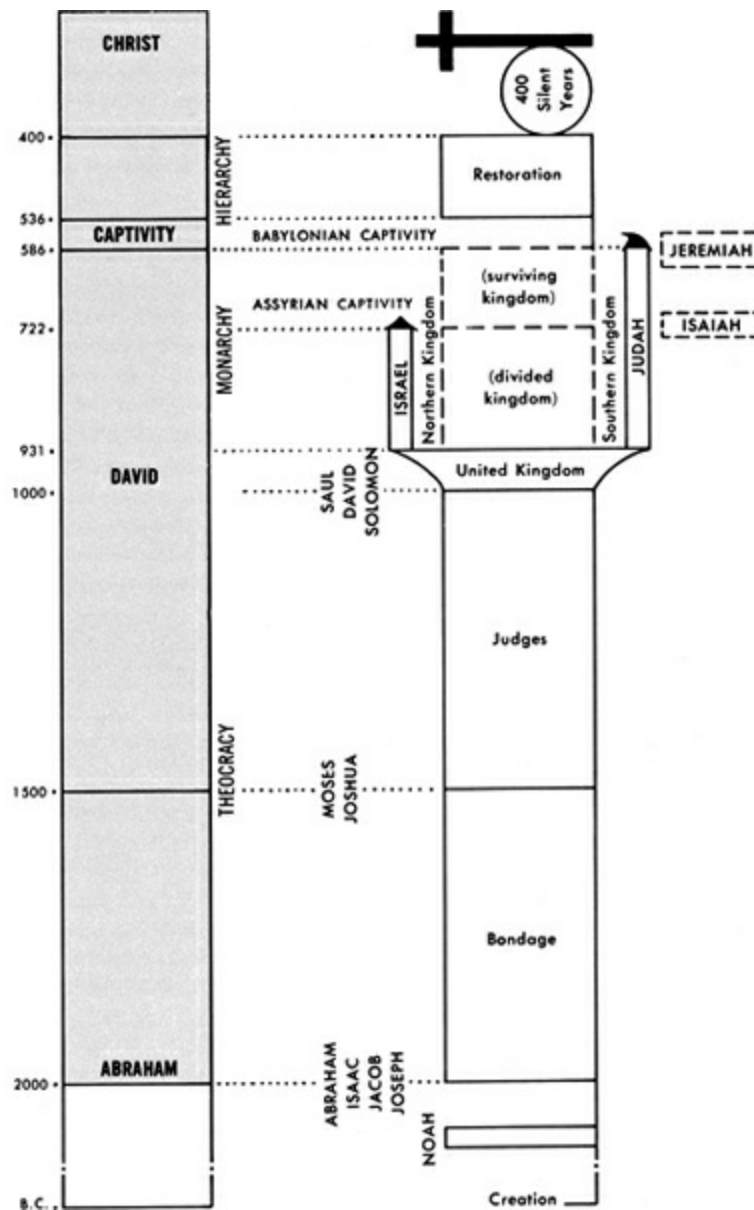 CHRIST
400 Silent Years
400
HIERARCHY
Restoration
536
CAPTIVITY
BABYLONIAN CAPTIVITY
586
JEREMIAH
(surviving kingdom)
ASSYRIAN CAPTIVITY
722
ISAIAH
MONARCHY
ISRAEL
Northern Kingdom
(divided kingdom)
Southern Kingdom
JUDAH
931
DAVID
United Kingdom
1000
SAUL
DAVID
SOLOMON
Judges
THEOCRACY
1500
MOSES
JOSHUA
Bondage
ABRAHAM
2000
ABRAHAM
ISAAC
JACOB
JOSEPH
NOAH
B.C.
Creation